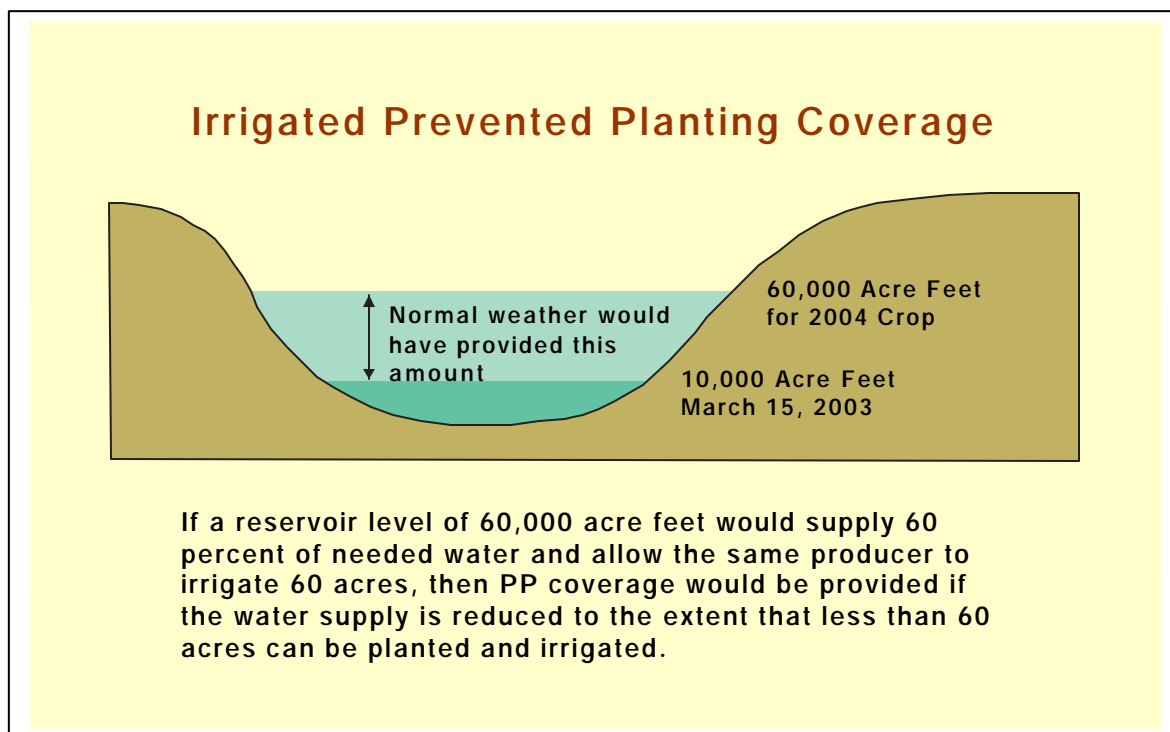 Irrigated Prevented Planting Coverage
Normal weather would
have provided this
amount
60,000 Acre Feet
for 2004 Crop
10,000 Acre Feet
March 15, 2003
If a reservoir level of 60,000 acre feet would supply 60
percent of needed water and allow the same producer to
irrigate 60 acres, then PP coverage would be provided if
the water supply is reduced to the extent that less than 60
acres can be planted and irrigated.